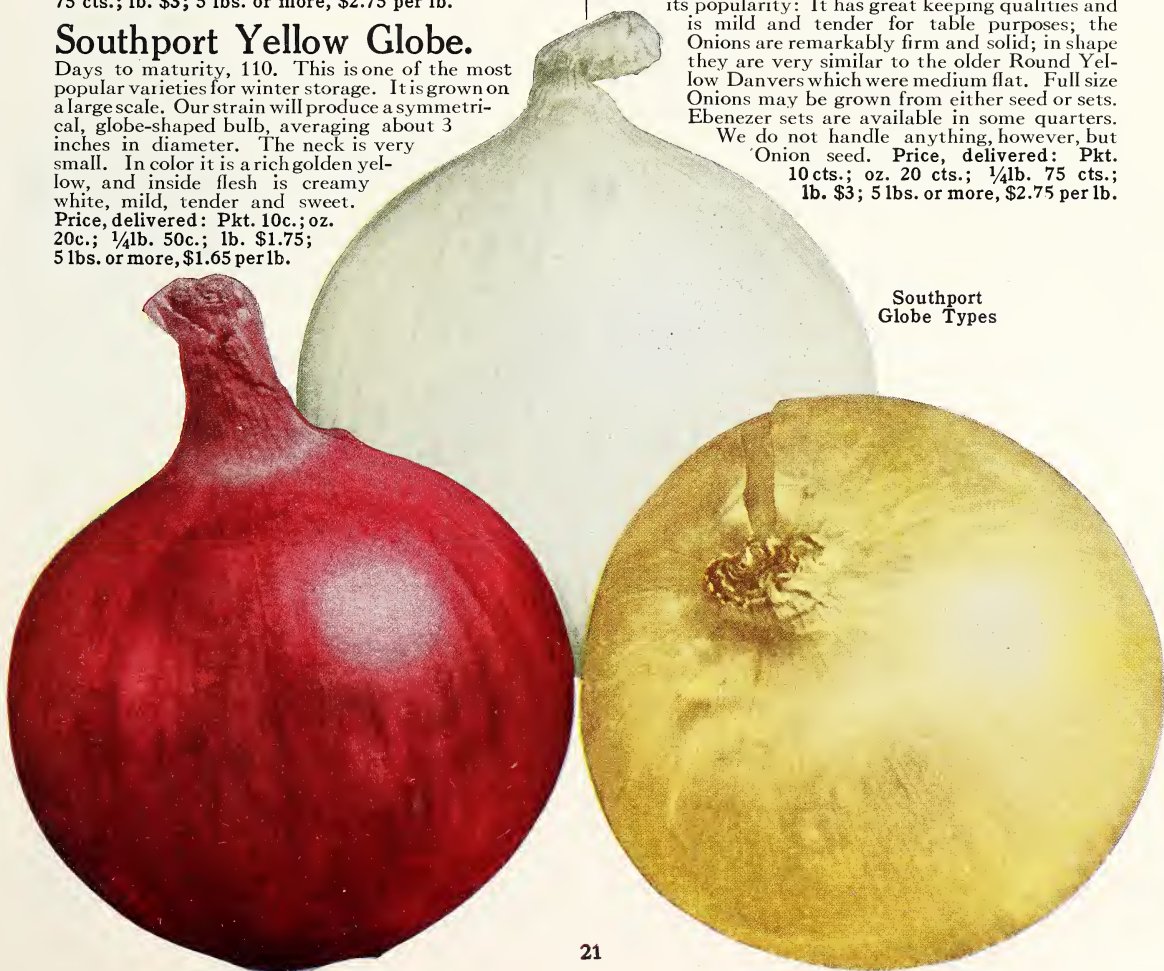 75 cts.; lb. $3; 5 lbs. or more, $2.75 per lb.
Southport Yellow Globe.
Days to maturity, 110. This is one of the most
popular varieties for winter storage. It is grown on
a large scale. Our strain will produce a symmetri-
cal, globe-shaped bulb, averaging about 3
inches in diameter. The neck is very
small. In color it is a rich golden yel-
low, and inside flesh is creamy
white, mild, tender and sweet.
Price, delivered: Pkt. 10c.; oz.
20c.; ¼lb. 50c.; lb. $1.75;
5 lbs. or more, $1.65 per lb.
its popularity: It has great keeping qualities and
is mild and tender for table purposes; the
Onions are remarkably firm and solid; in shape
they are very similar to the older Round Yel-
low Danvers which were medium flat. Full size
Onions may be grown from either seed or sets.
Ebenezer sets are available in some quarters.
We do not handle anything, however, but
Onion seed. Price, delivered: Pkt.
10 cts.; oz. 20 cts.; ¼lb. 75 cts.;
lb. $3; 5 lbs. or more, $2.75 per lb.
Southport
Globe Types
21